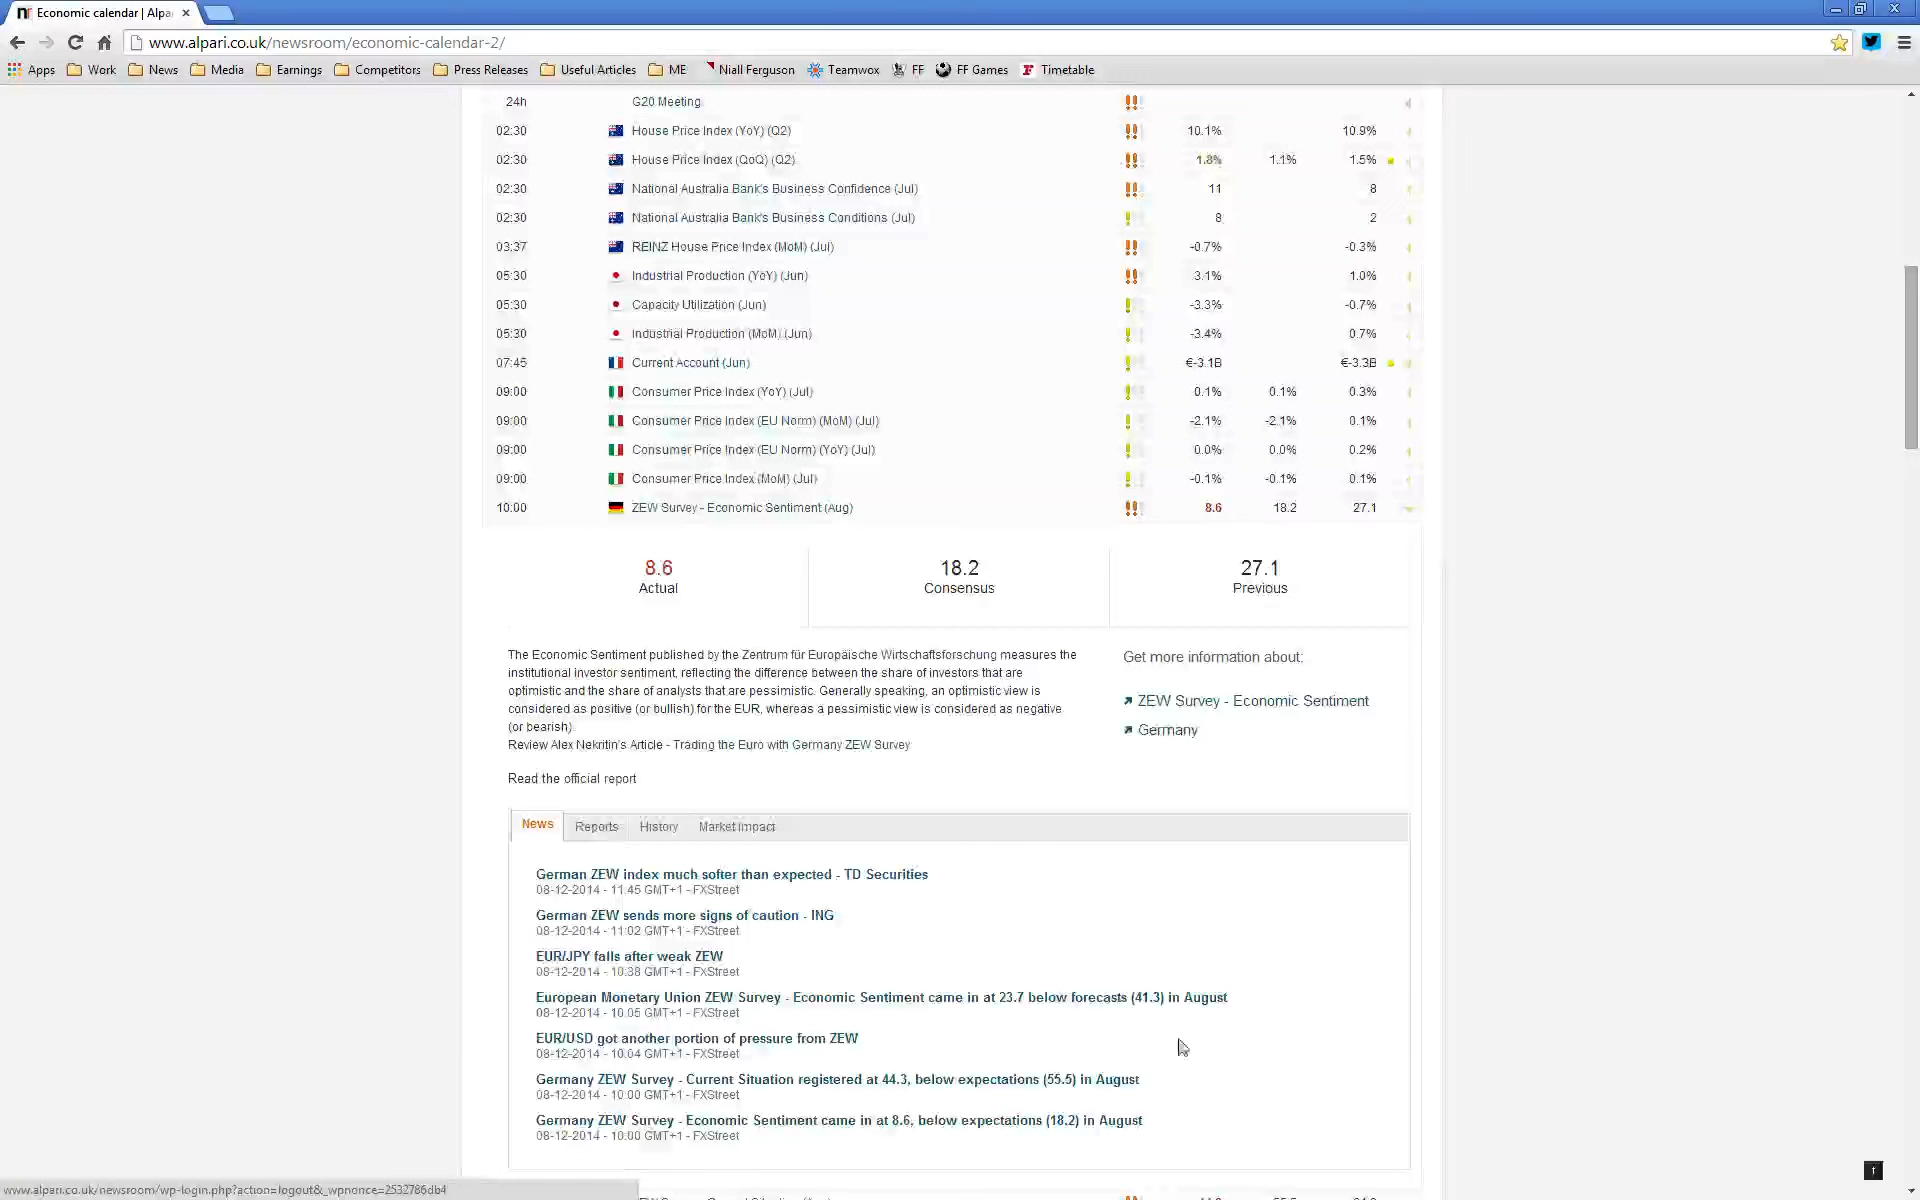 Economic calendar | Alpa
www.alpari.co.uk/newsroom/economic-calendar-2/
Apps Work News Media Earnings Competitors Press Releases Useful Articles ME Niall Ferguson Teamwox FF FF Games Timetable
24h G20 Meeting
02:30 House Price Index (YoY) (Q2) 10.1% 10.9%
02:30 House Price Index (QoQ) (Q2) 1.8% 1.1% 1.5%
02:30 National Australia Bank's Business Confidence (Jul) 11 8
02:30 National Australia Bank's Business Conditions (Jul) 8 2
03:37 REINZ House Price Index (MoM) (Jul) -0.7% -0.3%
05:30 Industrial Production (YoY) (Jun) 3.1% 1.0%
05:30 Capacity Utilization (Jun) -3.3% -0.7%
05:30 Industrial Production (MoM) (Jun) -3.4% 0.7%
07:45 Current Account (Jun) €-3.1B €-3.3B
09:00 Consumer Price Index (YoY) (Jul) 0.1% 0.1% 0.3%
09:00 Consumer Price Index (EU Norm) (MoM) (Jul) -2.1% -2.1% 0.1%
09:00 Consumer Price Index (EU Norm) (YoY) (Jul) 0.0% 0.0% 0.2%
09:00 Consumer Price Index (MoM) (Jul) -0.1% -0.1% 0.1%
10:00 ZEW Survey - Economic Sentiment (Aug) 8.6 18.2 27.1
8.6 18.2 27.1
Actual Consensus Previous
The Economic Sentiment published by the Zentrum für Europäische Wirtschaftsforschung measures the
institutional investor sentiment, reflecting the difference between the share of investors that are
optimistic and the share of analysts that are pessimistic. Generally speaking, an optimistic view is
considered as positive (or bullish) for the EUR, whereas a pessimistic view is considered as negative
(or bearish).
Review Alex Nekritin's Article - Trading the Euro with Germany ZEW Survey
Read the official report
Get more information about:
ZEW Survey - Economic Sentiment
Germany
News Reports History Market impact
German ZEW index much softer than expected - TD Securities
08-12-2014 - 11:45 GMT+1 - FXStreet
German ZEW sends more signs of caution - ING
08-12-2014 - 11:02 GMT+1 - FXStreet
EUR/JPY falls after weak ZEW
08-12-2014 - 10:38 GMT+1 - FXStreet
European Monetary Union ZEW Survey - Economic Sentiment came in at 23.7 below forecasts (41.3) in August
08-12-2014 - 10:05 GMT+1 - FXStreet
EUR/USD got another portion of pressure from ZEW
08-12-2014 - 10:04 GMT+1 - FXStreet
Germany ZEW Survey - Current Situation registered at 44.3, below expectations (55.5) in August
08-12-2014 - 10:00 GMT+1 - FXStreet
Germany ZEW Survey - Economic Sentiment came in at 8.6, below expectations (18.2) in August
08-12-2014 - 10:00 GMT+1 - FXStreet
www.alpari.co.uk/newsroom/wp-login.php?action=logout&_wpnonce=2532786db4